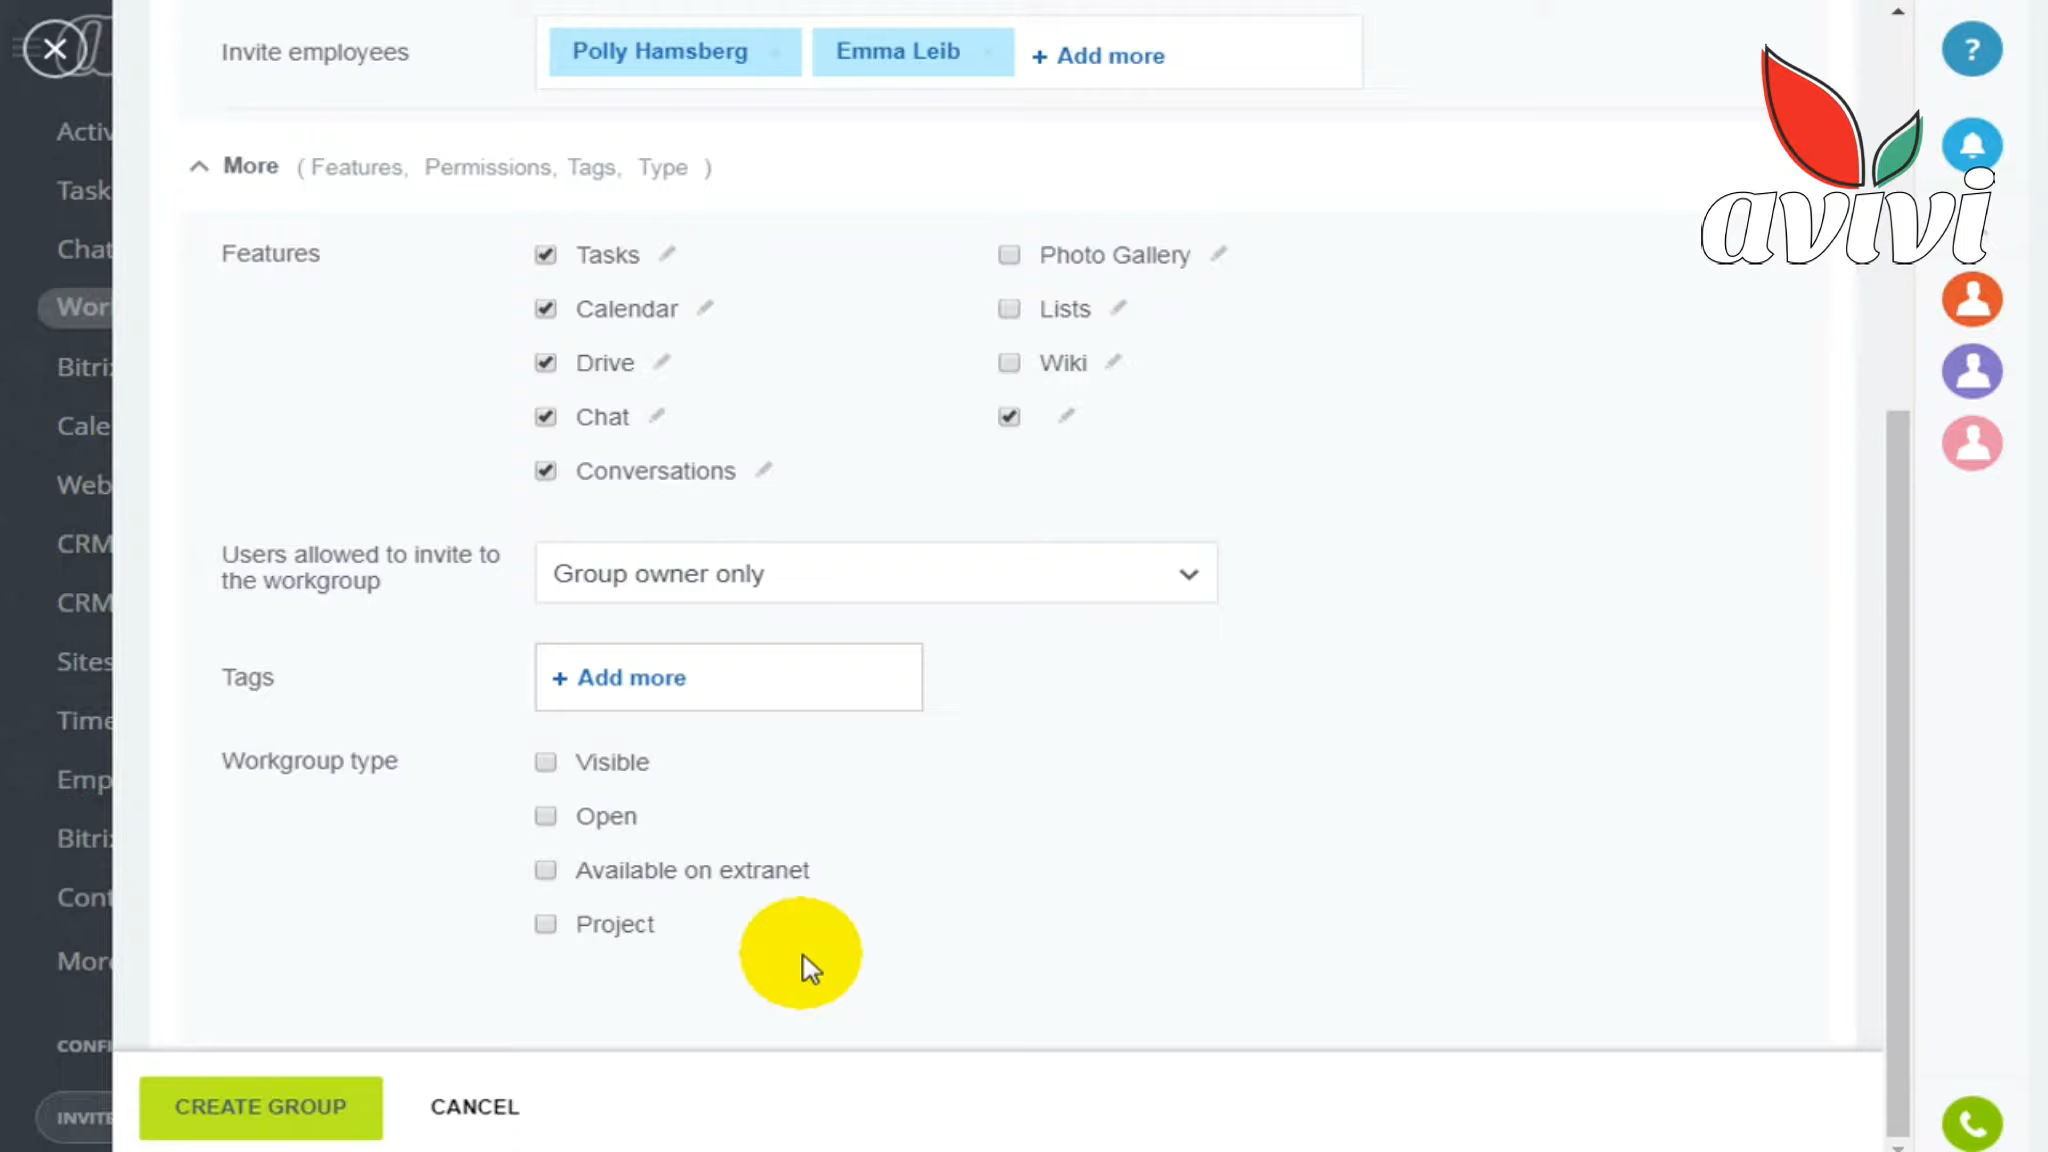 Invite employees
Polly Hamsberg
Emma Leib
+ Add more
More ( Features, Permissions, Tags, Type )
avivi
?
Activ
Task
Chat
Wor
Bitri
Cale
Web
CRM
CRM
Sites
Time
Emp
Bitri
Cont
More
CONFI
INVITE
Features
Tasks
Photo Gallery
Calendar
Lists
Drive
Wiki
Chat
Conversations
Users allowed to invite to
the workgroup
Group owner only
Tags
+ Add more
Workgroup type
Visible
Open
Available on extranet
Project
CREATE GROUP
CANCEL